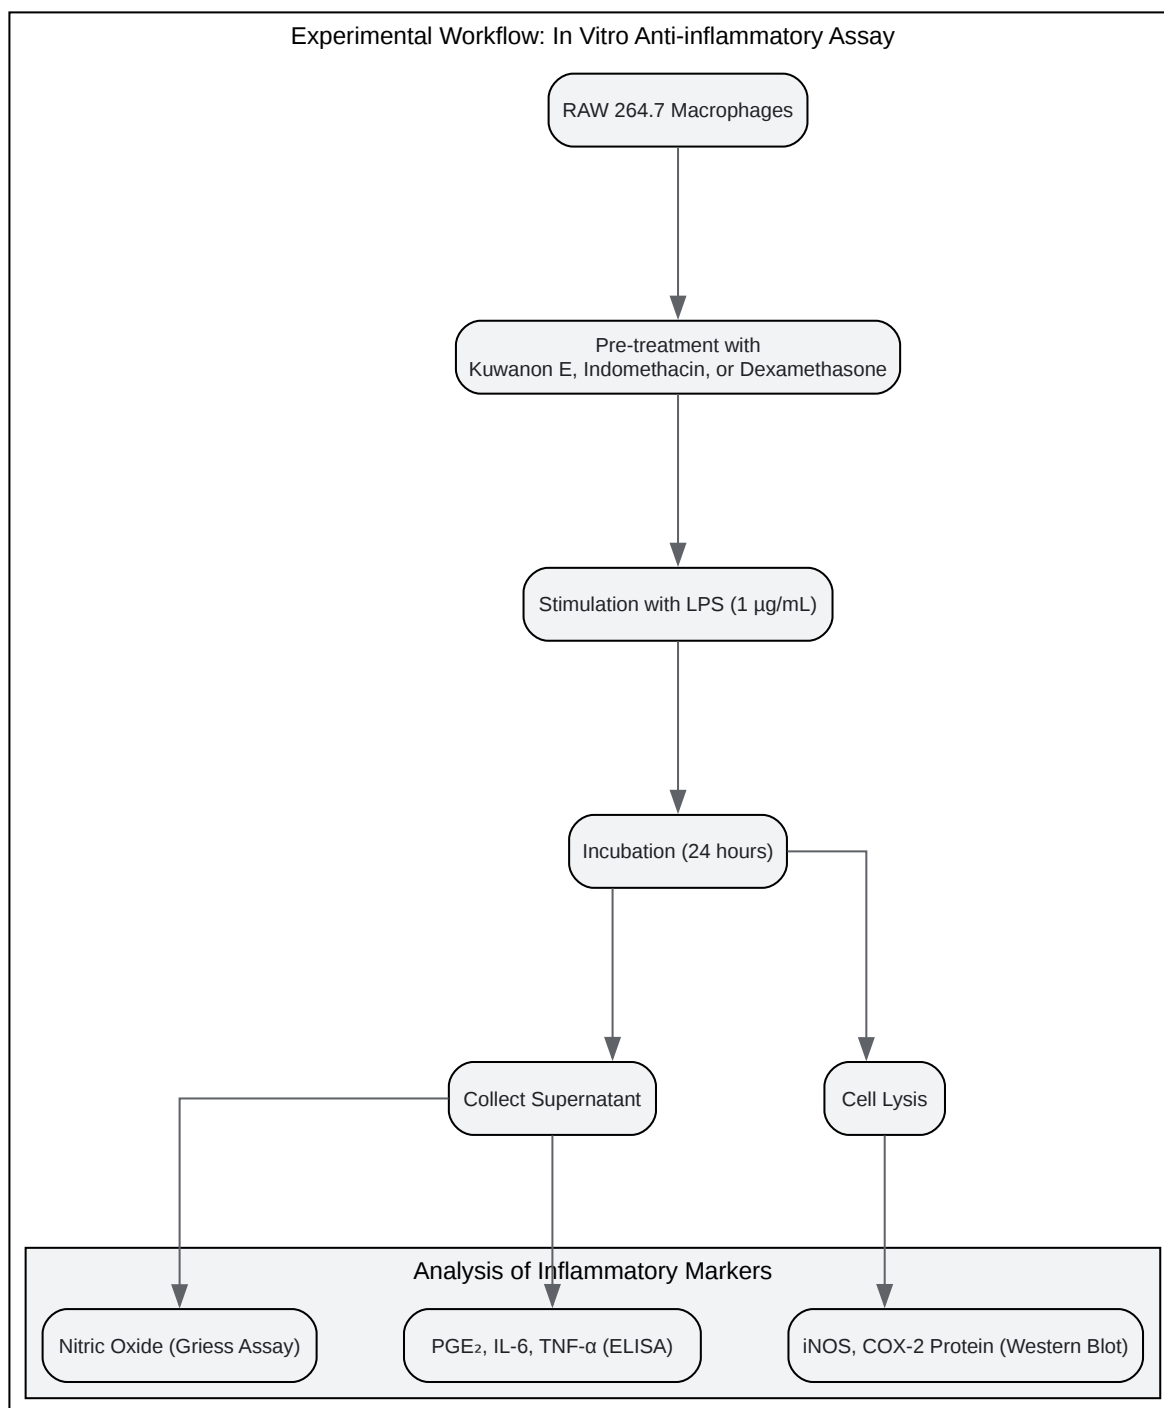 Experimental Workflow: In Vitro Anti-inflammatory Assay
RAW 264.7 Macrophages
Pre-treatment with
Kuwanon E, Indomethacin, or Dexamethasone
Stimulation with LPS (1 µg/mL)
Incubation (24 hours)
Collect Supernatant
Cell Lysis
Analysis of Inflammatory Markers
Nitric Oxide (Griess Assay)
PGE₂, IL-6, TNF-α (ELISA)
iNOS, COX-2 Protein (Western Blot)